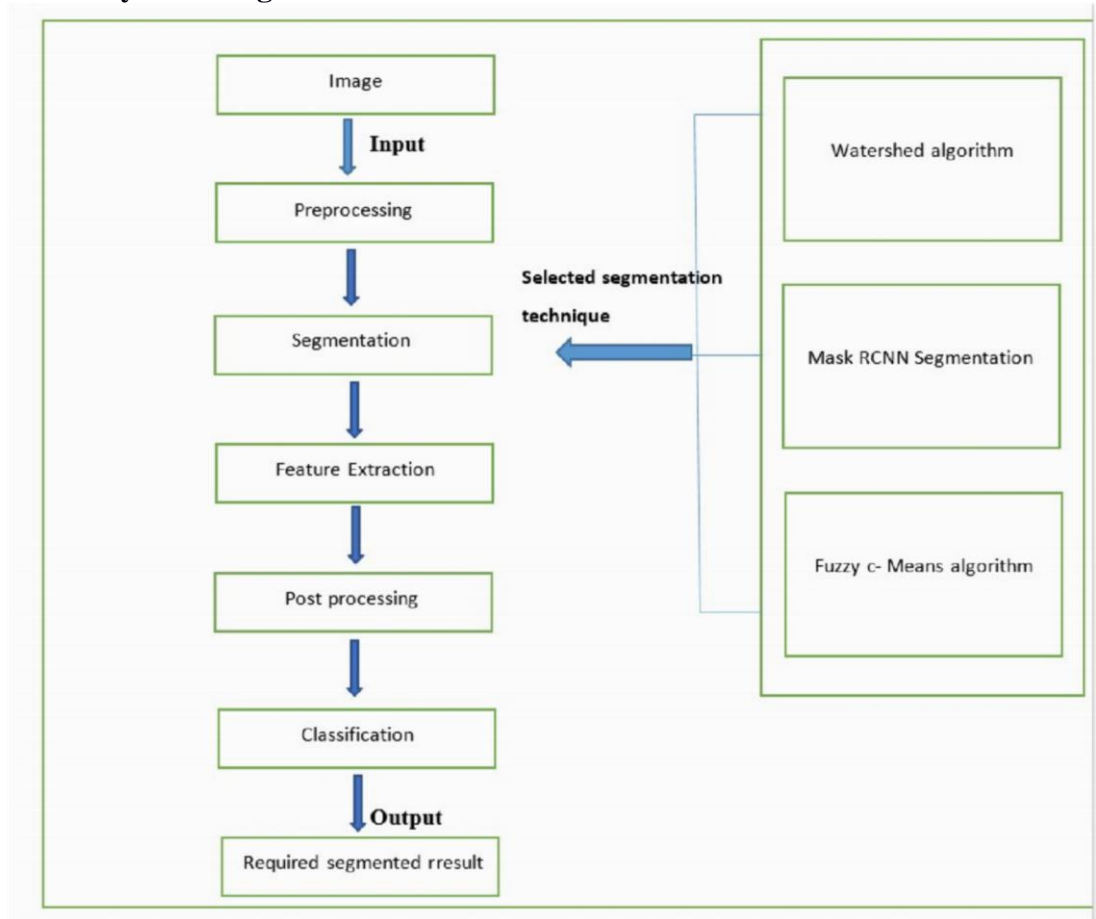 Image
Input
Preprocessing
Segmentation
Feature Extraction
Post processing
Classification
Output
Required segmented rresult
Selected segmentation
technique
Watershed algorithm
Mask RCNN Segmentation
Fuzzy c- Means algorithm